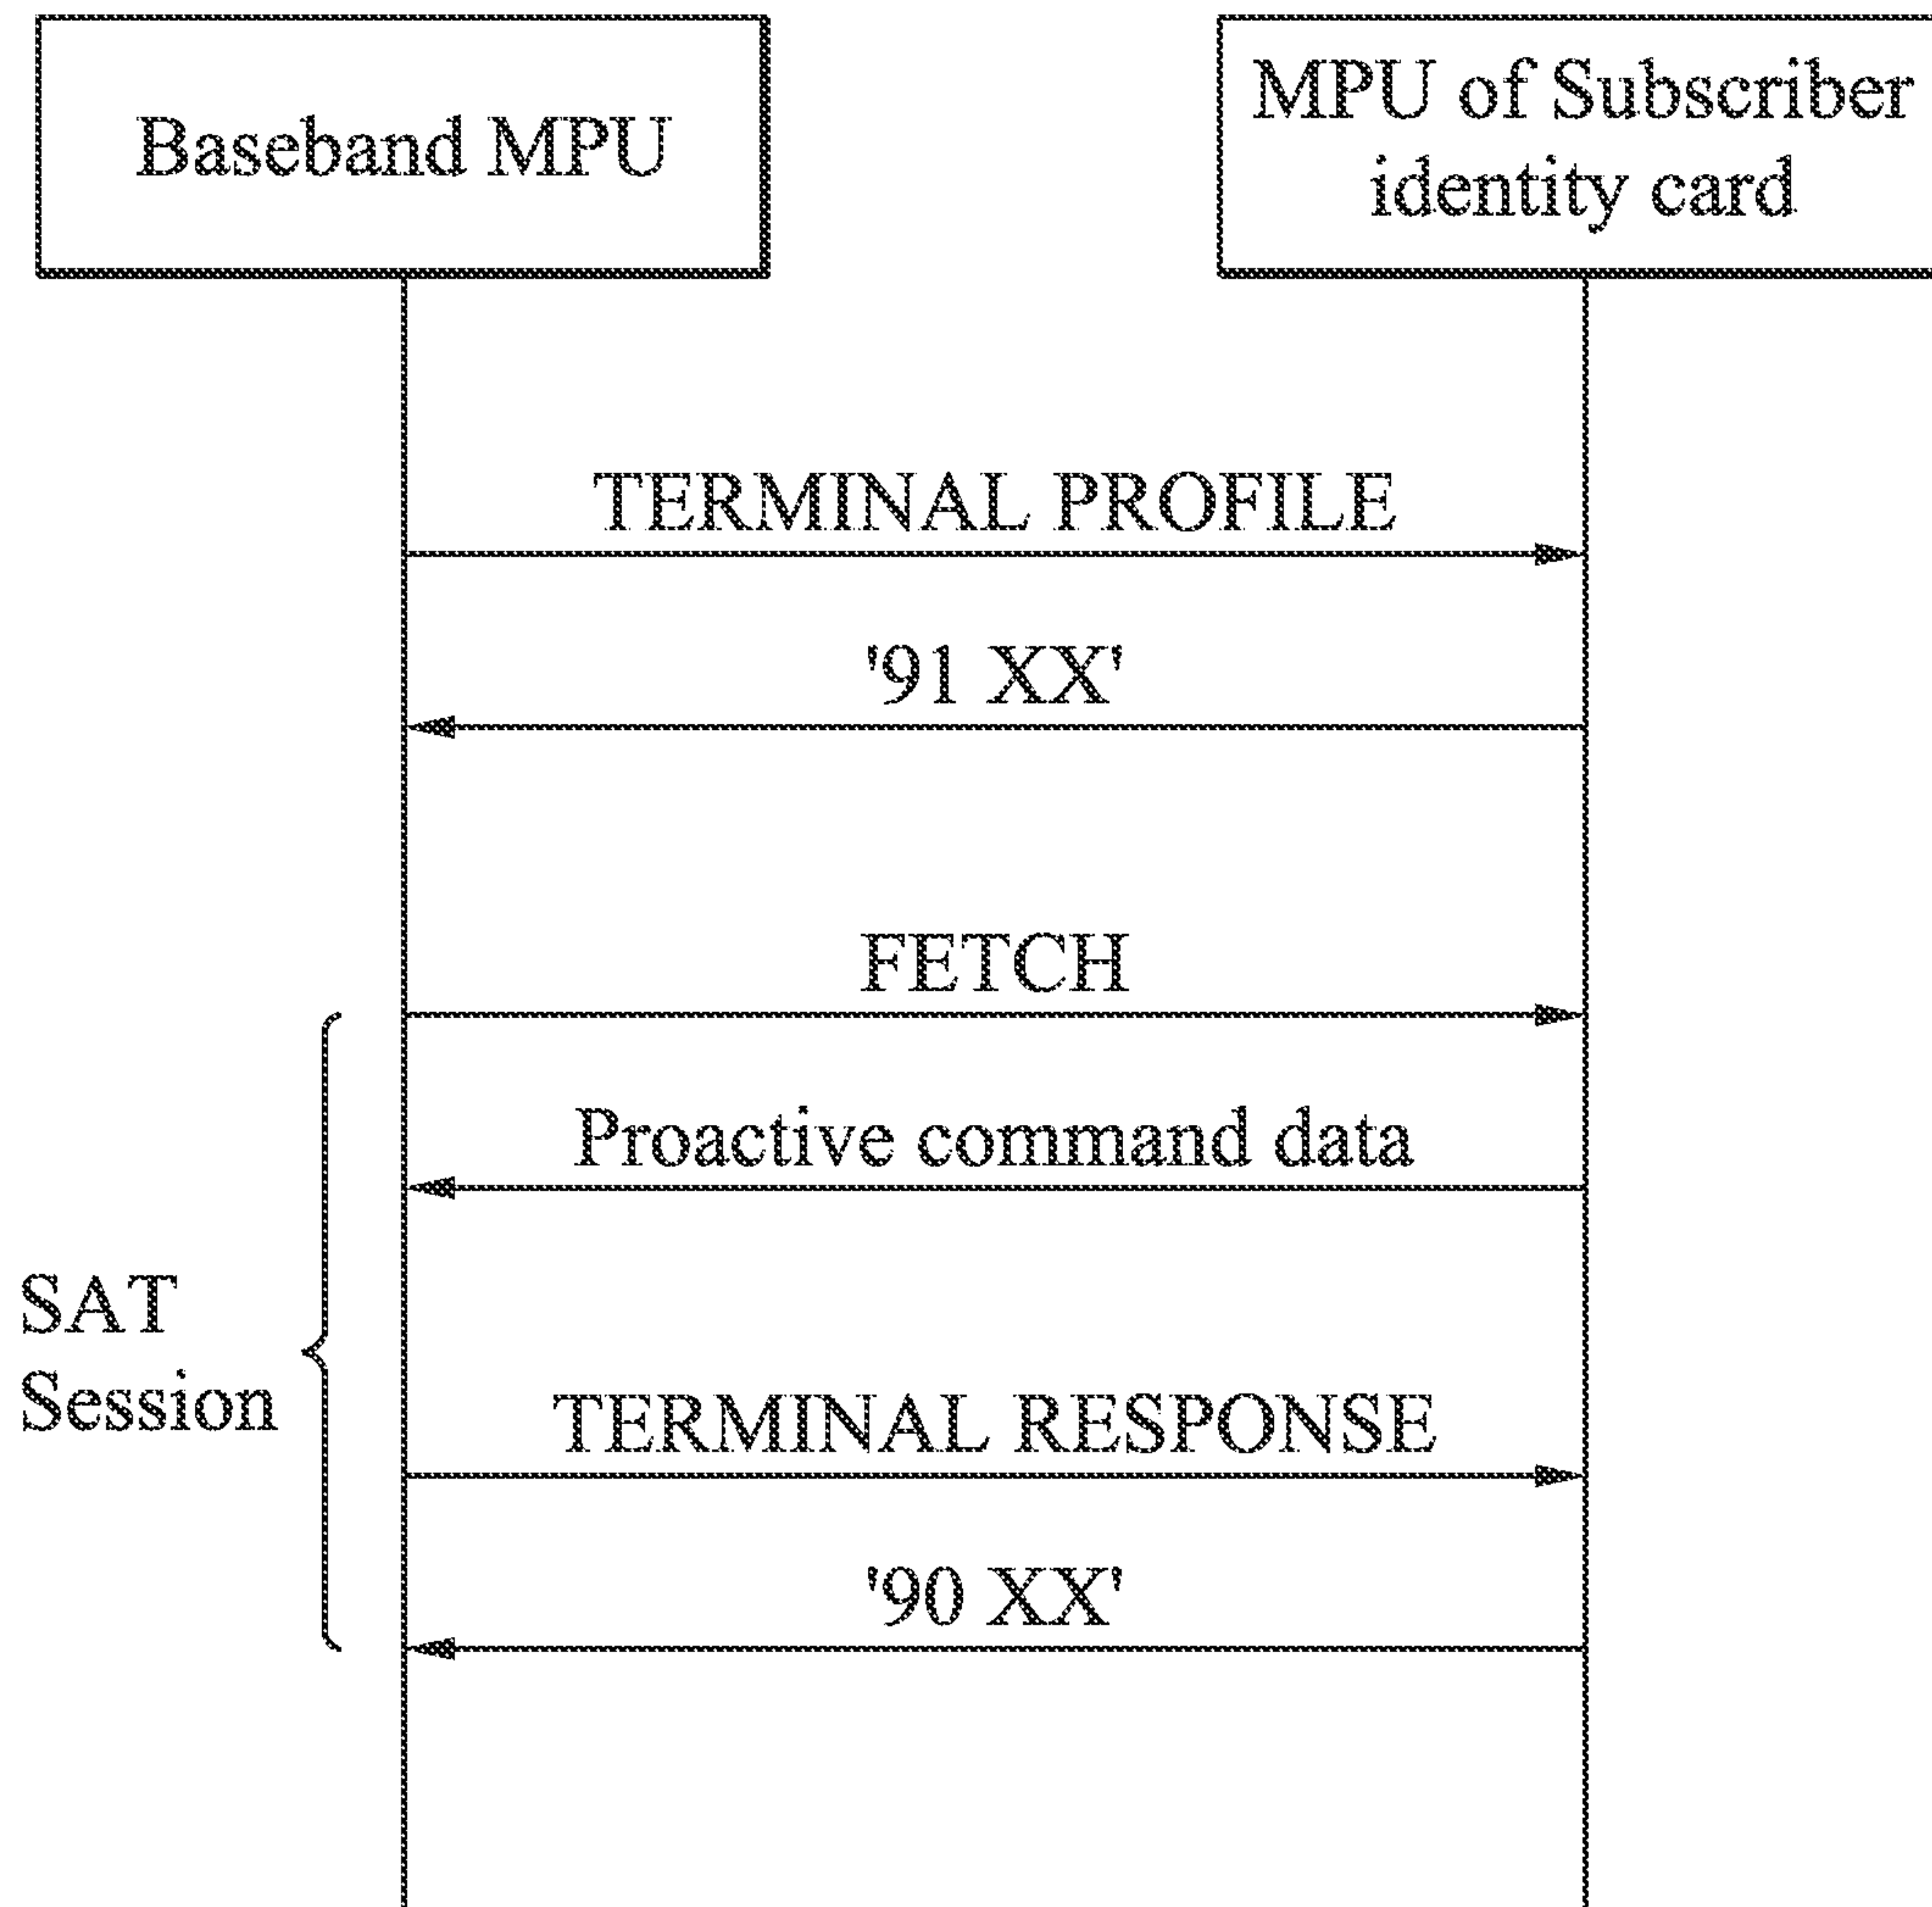 Baseband MPU
MPU of Subscriber
identity card
TERMINAL PROFILE
'91 XX'
FETCH
Proactive command data
SAT
Session
TERMINAL RESPONSE
'90 XX'